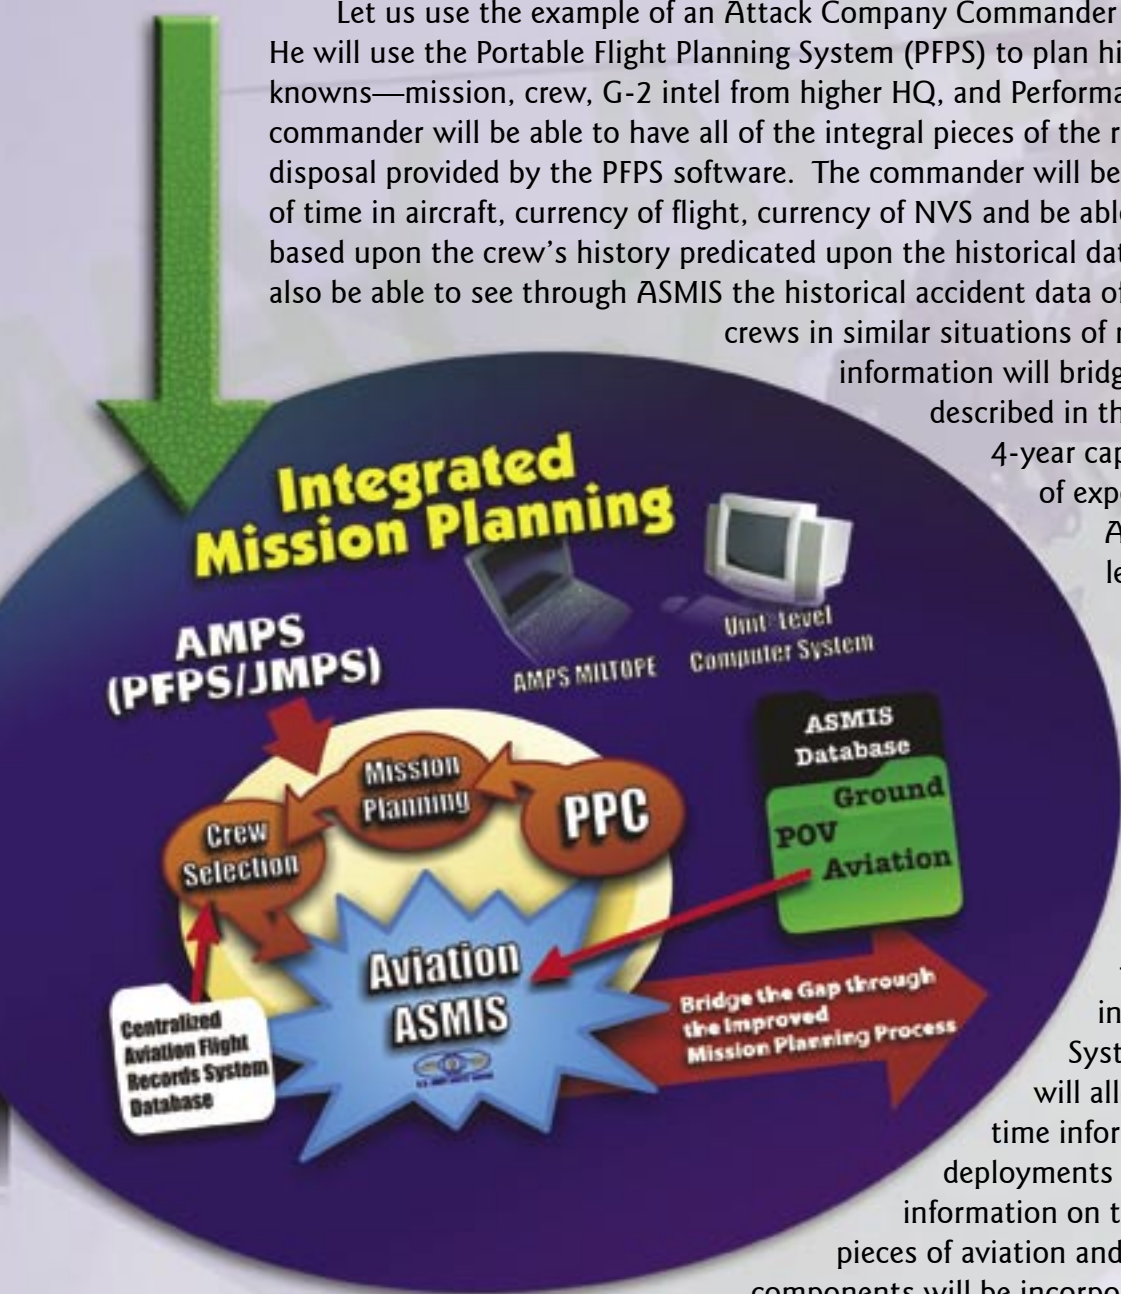 Let us use the example of an Attack Company Commander
He will use the Portable Flight Planning System (PFPS) to plan hi
knowns—mission, crew, G-2 intel from higher HQ, and Performa
commander will be able to have all of the integral pieces of the r
disposal provided by the PFPS software. The commander will be
of time in aircraft, currency of flight, currency of NVS and be abl
based upon the crew's history predicated upon the historical dat
also be able to see through ASMIS the historical accident data of
crews in similar situations of
information will bridg
described in th
4-year cap
of exp
A
le
Integrated
Mission Planning
AMPS
(PFPS/JMPS)
AMPS MILTOPE
Unit Level
Computer System
ASMIS
Database
Ground
POV
Aviation
Mission
Planning
PPC
Crew
Selection
Aviation
ASMIS
Centralized
Aviation Flight
Records System
Database
Bridge the Gap through
the Improved
Mission Planning Process
in
Syst
will all
time infor
deployments
information on t
pieces of aviation and
components will be incorpo